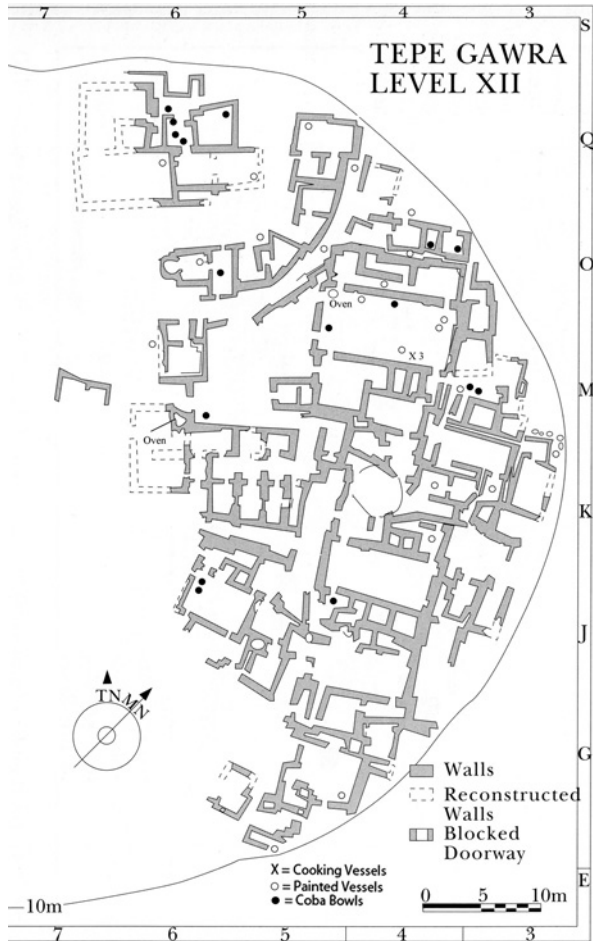 7 6 5 4 3
S
TEPE GAWRA
LEVEL XII
Q
O
Oven
X 3
M
Oven
K
J
TN MN
G
Walls
Reconstructed
Walls
Blocked
Doorway
E
X = Cooking Vessels
O = Painted Vessels
● = Coba Bowls
0 5 10m
10m
7 6 5 4 3